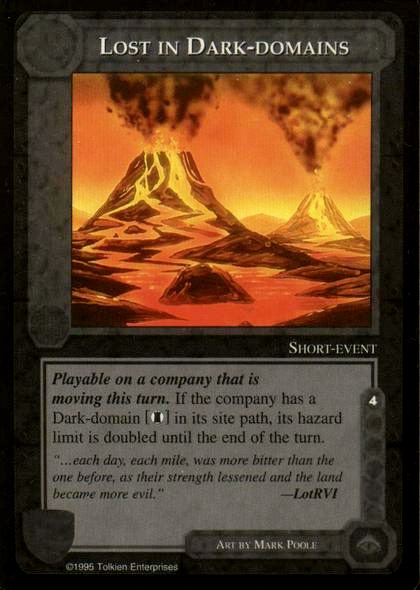 LOST IN DARK-DOMAINS
SHORT-EVENT
Playable on a company that is
moving this turn. If the company has a
Dark-domain [] in its site path, its hazard
limit is doubled until the end of the turn.
4
“...each day, each mile, was more bitter than the
one before, as their strength lessened and the land
became more evil.” —LotRVI
ART BY MARK POOLE
©1995 Tolkien Enterprises